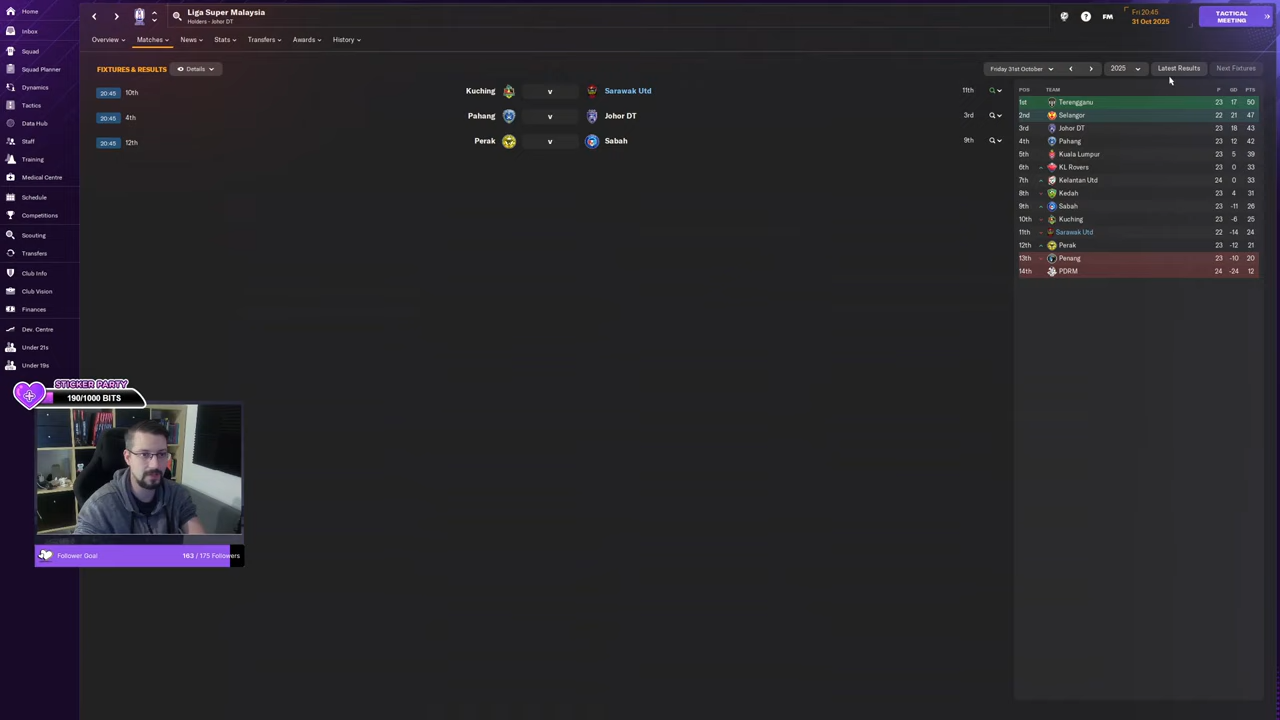 Home
Liga Super Malaysia
Holders - Johor DT
Fri 20:45
31 Oct 2025
FM
TACTICAL MEETING
Inbox
Overview Matches News Stats Transfers Awards History
Squad
Squad Planner
Dynamics
Tactics
Data Hub
Staff
Training
Medical Centre
Schedule
Competitions
Scouting
Transfers
Club Info
Club Vision
Finances
Dev. Centre
Under 21s
Under 19s
FIXTURES & RESULTS Details
Friday 31st October 2025 Latest Results Next Fixtures
20:45 10th Kuching v Sarawak Utd 11th
20:45 4th Pahang v Johor DT 3rd
20:45 12th Perak v Sabah 9th
POS TEAM P GD PTS
1st Terengganu 23 17 50
2nd Selangor 22 21 47
3rd Johor DT 23 18 43
4th Pahang 23 12 42
5th Kuala Lumpur 23 5 39
6th KL Rovers 23 0 33
7th Kelantan Utd 24 0 33
8th Kedah 23 4 31
9th Sabah 23 -11 26
10th Kuching 23 -6 25
11th Sarawak Utd 22 -14 24
12th Perak 23 -12 21
13th Penang 23 -10 20
14th PDRM 24 -24 12
STICKER PARTY
190/1000 BITS
Follower Goal 163 / 175 Followers